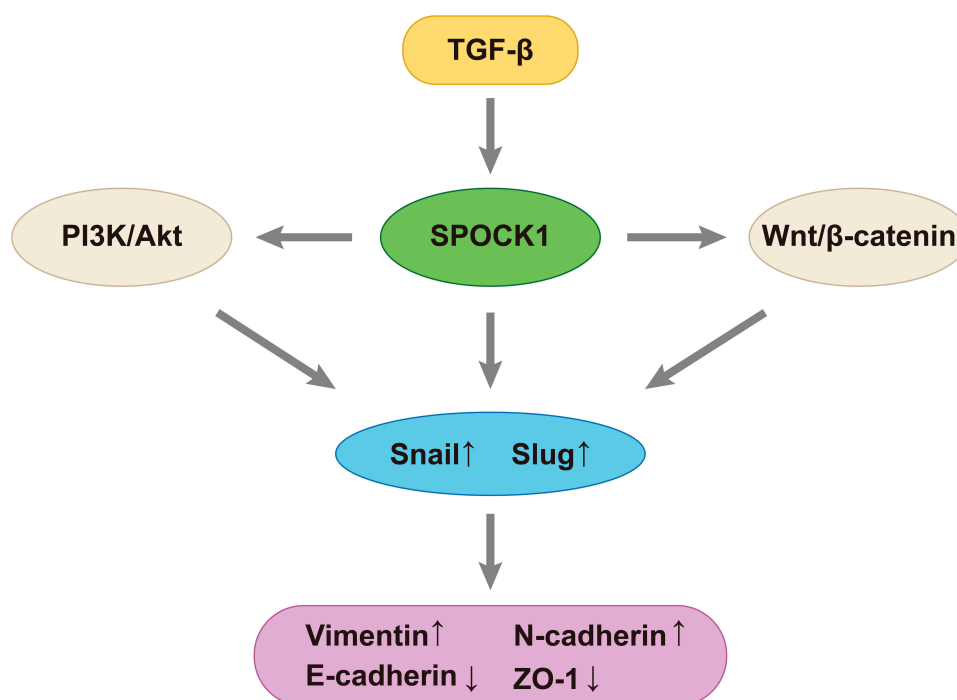 TGF-β
PI3K/Akt
SPOCK1
Wnt/β-catenin
Snail↑ Slug↑
Vimentin↑ N-cadherin↑
E-cadherin↓ ZO-1↓